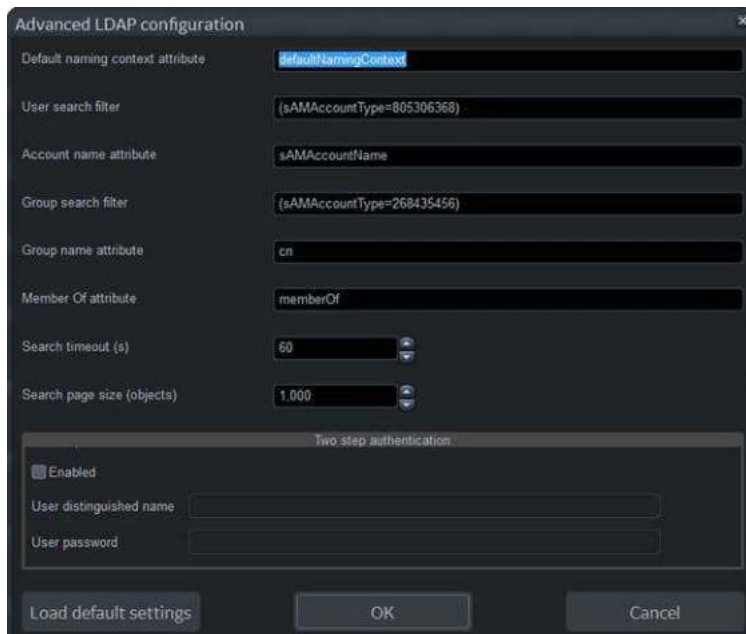 Advanced LDAP configuration
Default naming context attribute defaultNamingContext
User search filter (sAMAccountType=805306368)
Account name attribute sAMAccountName
Group search filter (sAMAccountType=268435456)
Group name attribute cn
Member Of attribute memberOf
Search timeout (s) 60
Search page size (objects) 1,000
Two step authentication
Enabled
User distinguished name
User password
Load default settings OK Cancel